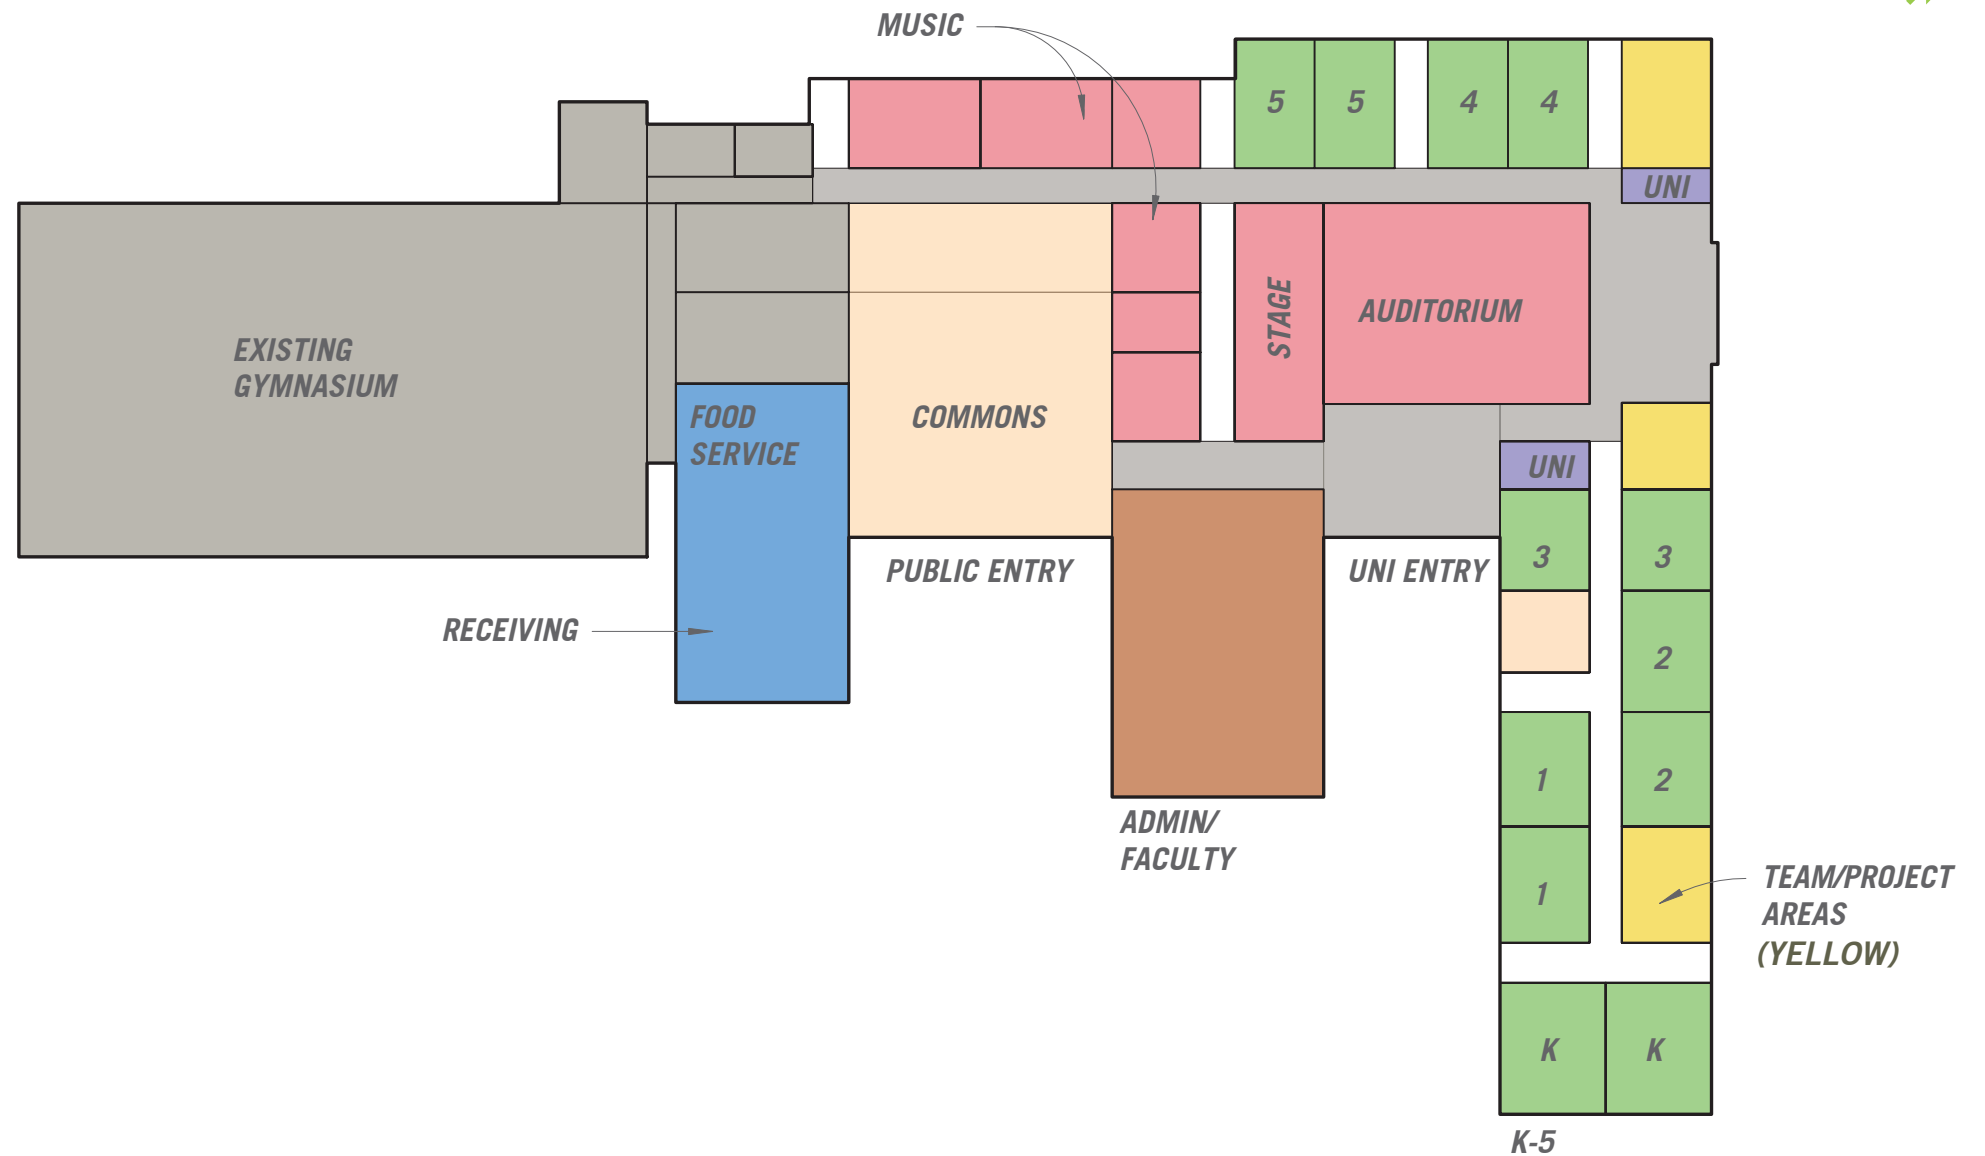 MUSIC
5
5
4
4
UNI
EXISTING
GYMNASIUM
FOOD
SERVICE
COMMONS
STAGE
AUDITORIUM
UNI
PUBLIC ENTRY
UNI ENTRY
3
3
RECEIVING
2
1
2
ADMIN/
FACULTY
1
TEAM/PROJECT
AREAS
(YELLOW)
K
K
K-5